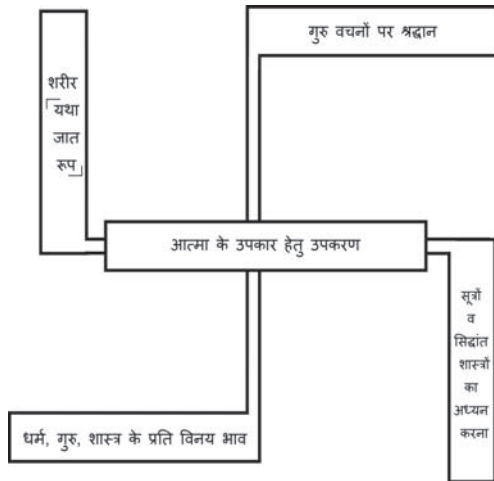 गुरु वचनों पर श्रद्धान
शरीर
「यथा
जात
रूप」
आत्मा के उपकार हेतु उपकरण
सूत्रों
व
सिद्धांत
शास्त्रों
का
अध्यन
करना
धर्म, गुरु, शास्त्र के प्रति विनय भाव